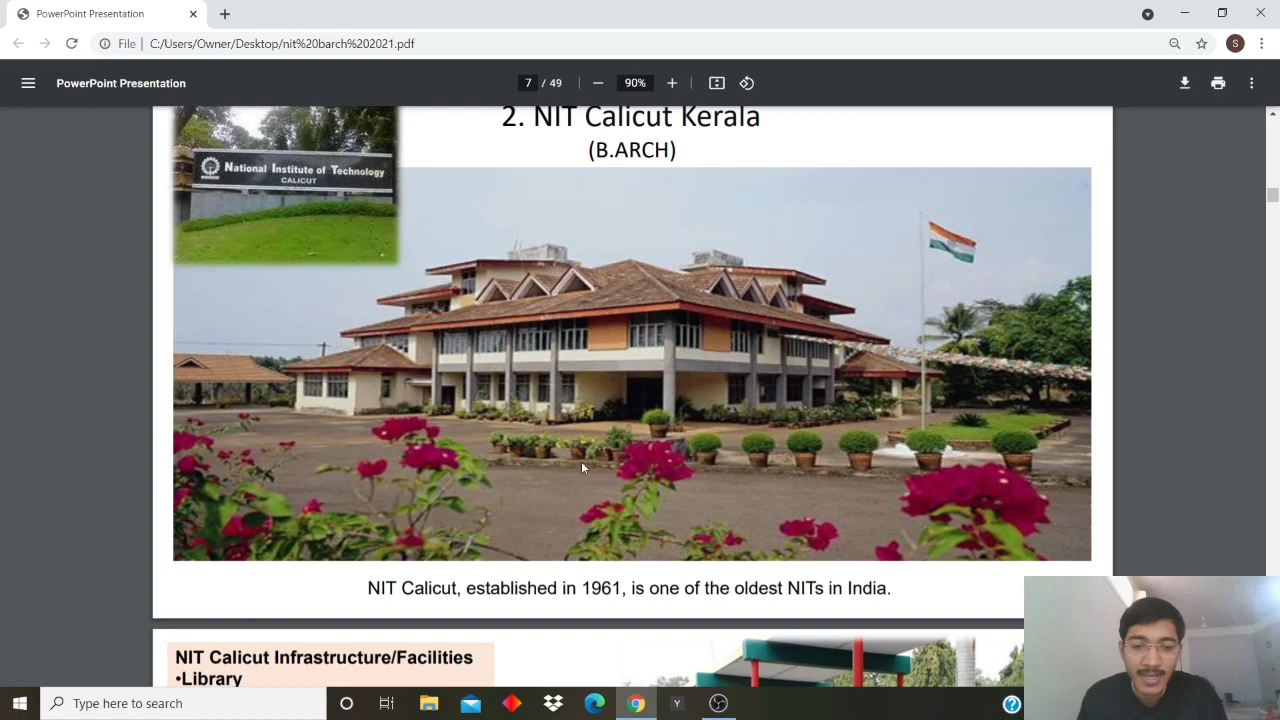 PowerPoint Presentation
File
C:/Users/Owner/Desktop/nit%20barch%202021.pdf
S
PowerPoint Presentation
7 / 49
90%
2. NIT Calicut Kerala
(B.ARCH)
National Institute of Technology
CALICUT
NIT Calicut, established in 1961, is one of the oldest NITs in India.
NIT Calicut Infrastructure/Facilities
•Library
Type here to search
Y
?